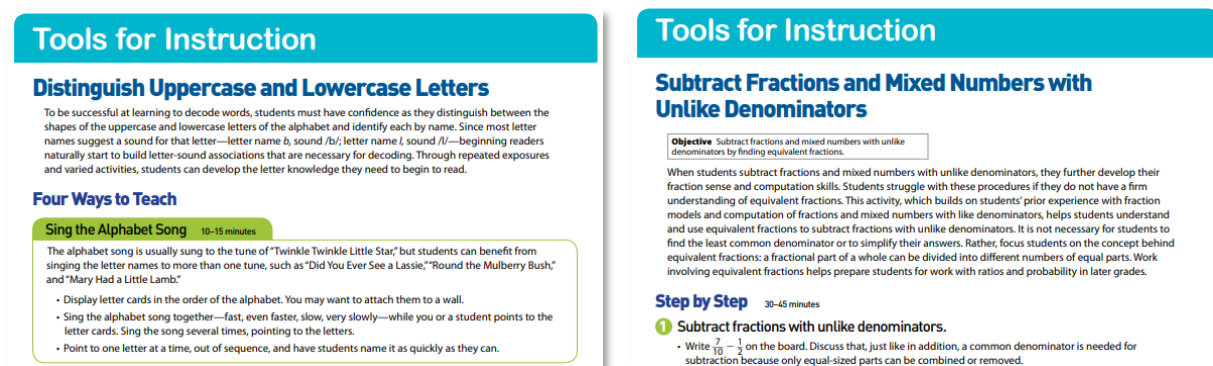 Tools for Instruction
Distinguish Uppercase and Lowercase Letters
To be successful at learning to decode words, students must have confidence as they distinguish between the
shapes of the uppercase and lowercase letters of the alphabet and identify each by name. Since most letter
names suggest a sound for that letter—letter name b, sound /b/; letter name l, sound /l/—beginning readers
naturally start to build letter-sound associations that are necessary for decoding. Through repeated exposures
and varied activities, students can develop the letter knowledge they need to begin to read.
Four Ways to Teach
Sing the Alphabet Song 10–15 minutes
The alphabet song is usually sung to the tune of “Twinkle Twinkle Little Star,” but students can benefit from
singing the letter names to more than one tune, such as “Did You Ever See a Lassie,” “Round the Mulberry Bush,”
and “Mary Had a Little Lamb.”
• Display letter cards in the order of the alphabet. You may want to attach them to a wall.
• Sing the alphabet song together—fast, even faster, slow, very slowly—while you or a student points to the
letter cards. Sing the song several times, pointing to the letters.
• Point to one letter at a time, out of sequence, and have students name it as quickly as they can.
Tools for Instruction
Subtract Fractions and Mixed Numbers with
Unlike Denominators
Objective Subtract fractions and mixed numbers with unlike
denominators by finding equivalent fractions.
When students subtract fractions and mixed numbers with unlike denominators, they further develop their
fraction sense and computation skills. Students struggle with these procedures if they do not have a firm
understanding of equivalent fractions. This activity, which builds on students’ prior experience with fraction
models and computation of fractions and mixed numbers with like denominators, helps students understand
and use equivalent fractions to subtract fractions with unlike denominators. It is not necessary for students to
find the least common denominator or to simplify their answers. Rather, focus students on the concept behind
equivalent fractions: a fractional part of a whole can be divided into different numbers of equal parts. Work
involving equivalent fractions helps prepare students for work with ratios and probability in later grades.
Step by Step 30–45 minutes
1 Subtract fractions with unlike denominators.
• Write 7/10 − 1/2 on the board. Discuss that, just like in addition, a common denominator is needed for
subtraction because only equal-sized parts can be combined or removed.